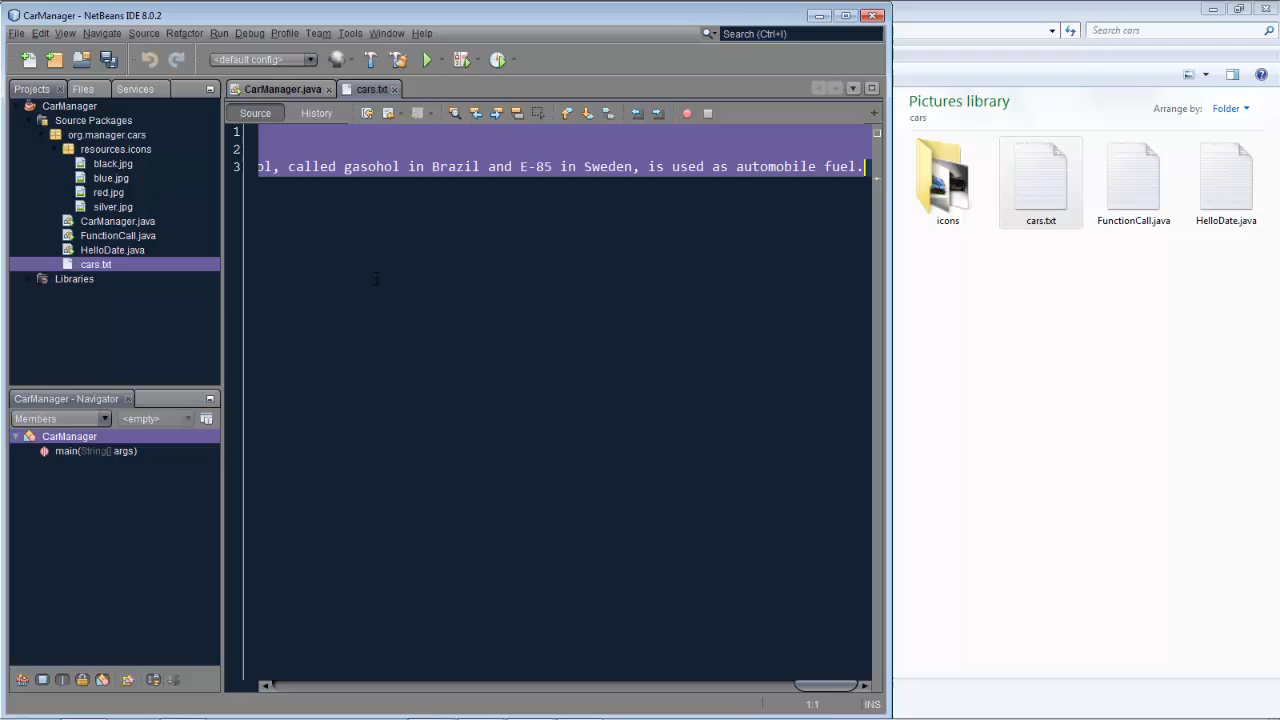 CarManager - NetBeans IDE 8.0.2
File Edit View Navigate Source Refactor Run Debug Profile Team Tools Window Help
Search (Ctrl+I)
Search cars
<default config>
Projects Files Services
CarManager.java cars.txt
Source History
CarManager
Source Packages
org.manager.cars
resources.icons
black.jpg
blue.jpg
red.jpg
silver.jpg
CarManager.java
FunctionCall.java
HelloDate.java
cars.txt
Libraries
1
2
3 ol, called gasohol in Brazil and E-85 in Sweden, is used as automobile fuel.
CarManager - Navigator
Members <empty>
CarManager
main(String[] args)
1:1 INS
Pictures library
cars
Arrange by: Folder
icons cars.txt FunctionCall.java HelloDate.java